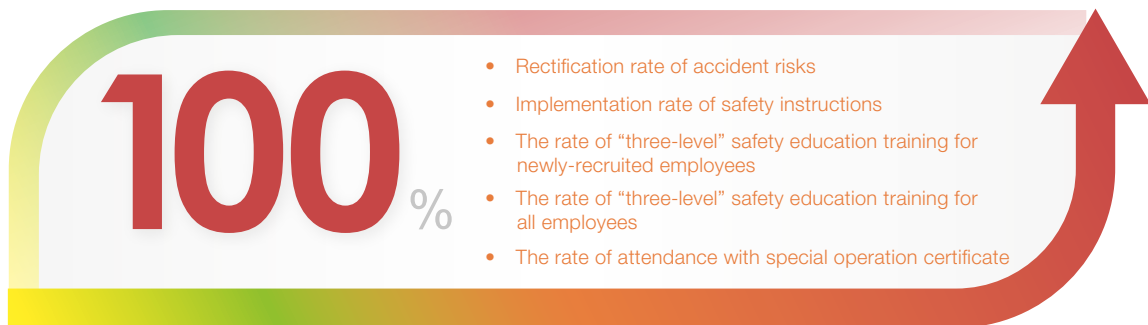 100%
• Rectification rate of accident risks
• Implementation rate of safety instructions
• The rate of “three-level” safety education training for
newly-recruited employees
• The rate of “three-level” safety education training for
all employees
• The rate of attendance with special operation certificate